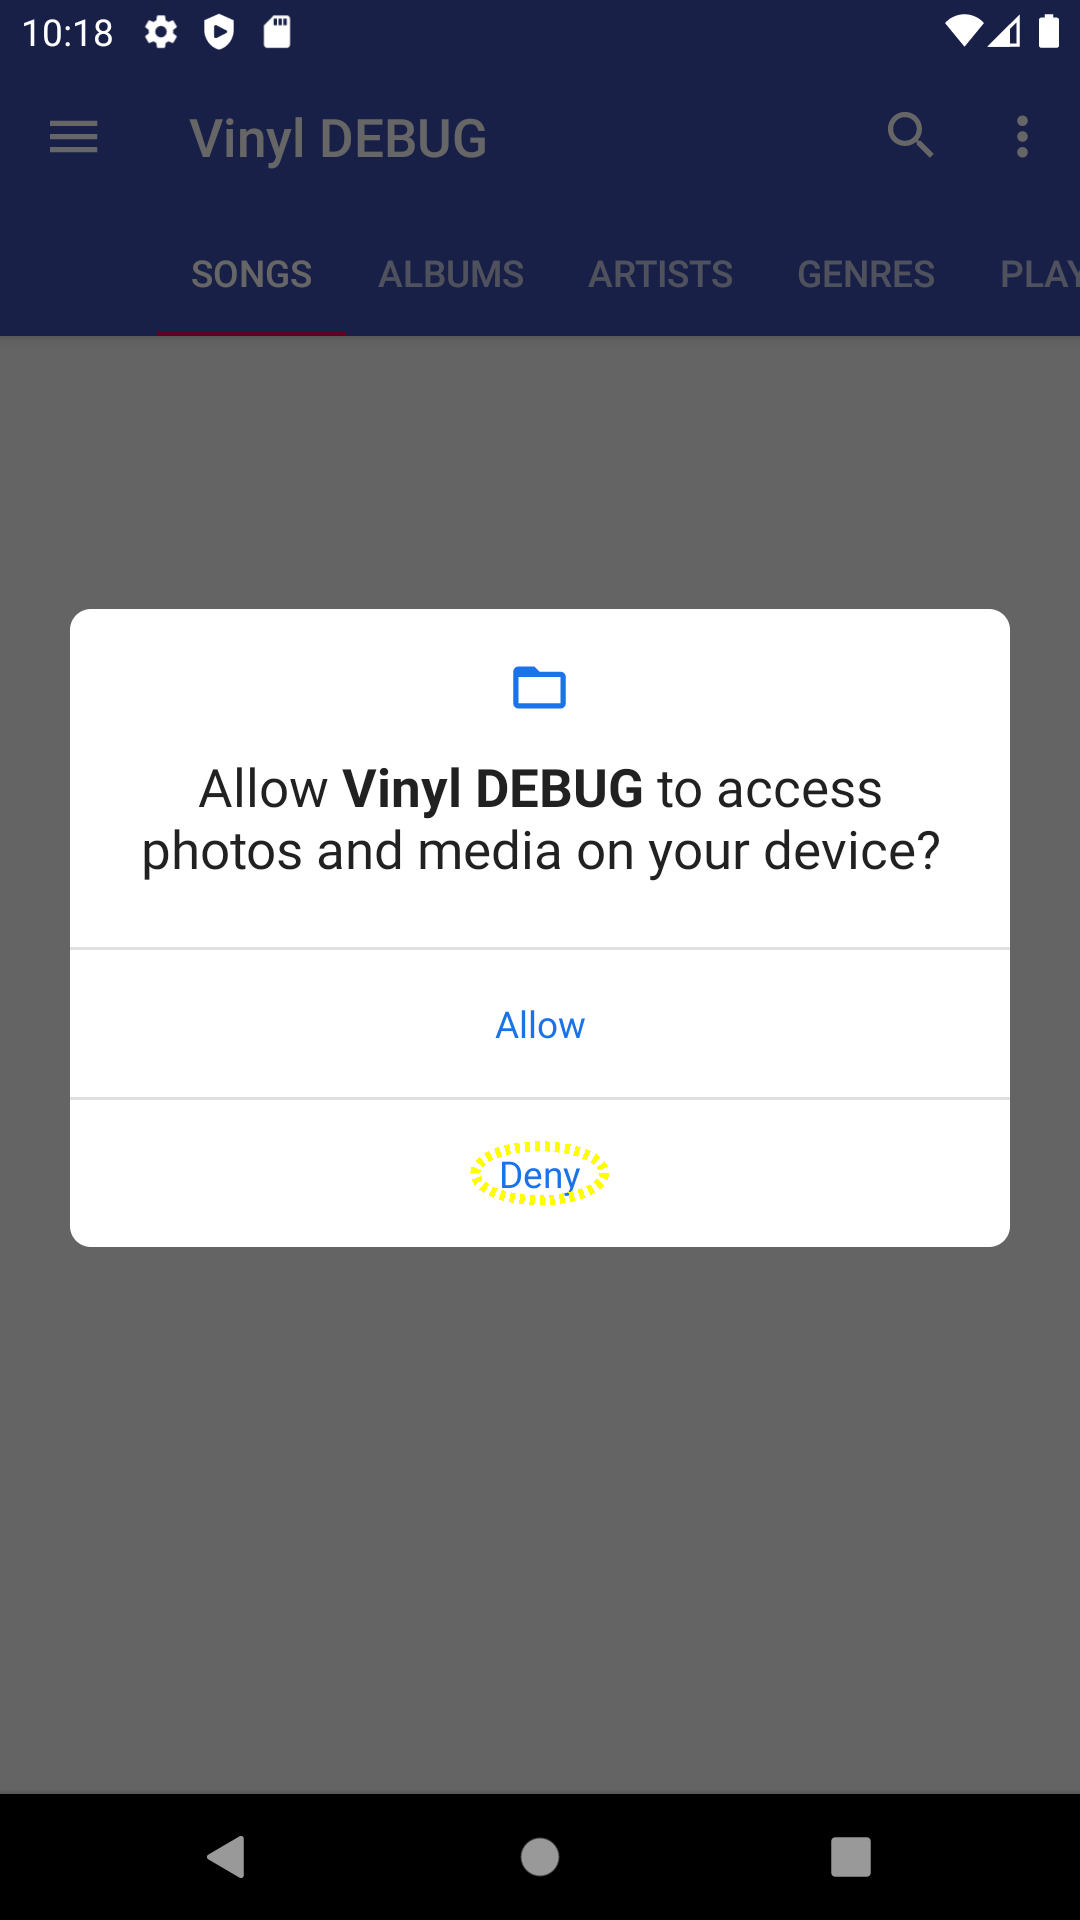 10:18
Vinyl DEBUG
SONGS ALBUMS ARTISTS GENRES PLAY
Allow Vinyl DEBUG to access
photos and media on your device?
Allow
Deny